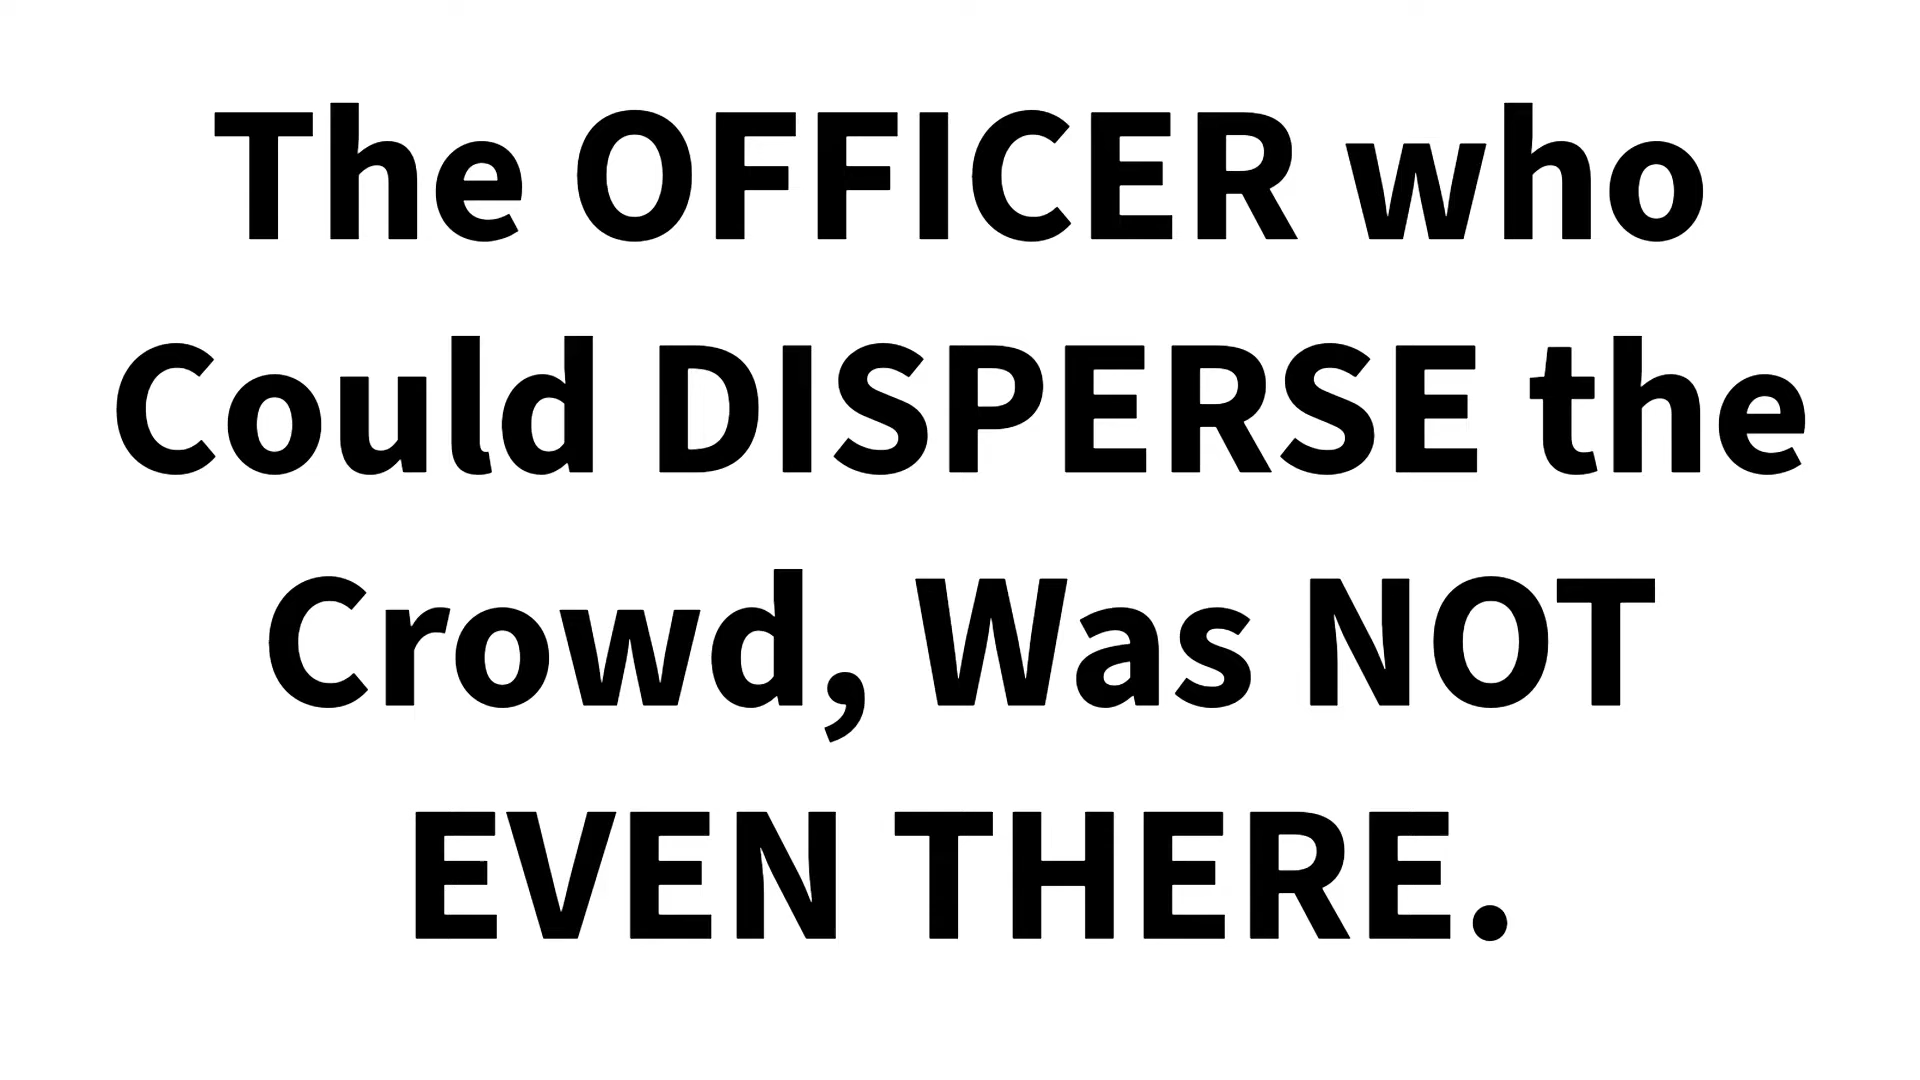 The OFFICER who
Could DISPERSE the
Crowd, Was NOT
EVEN THERE.